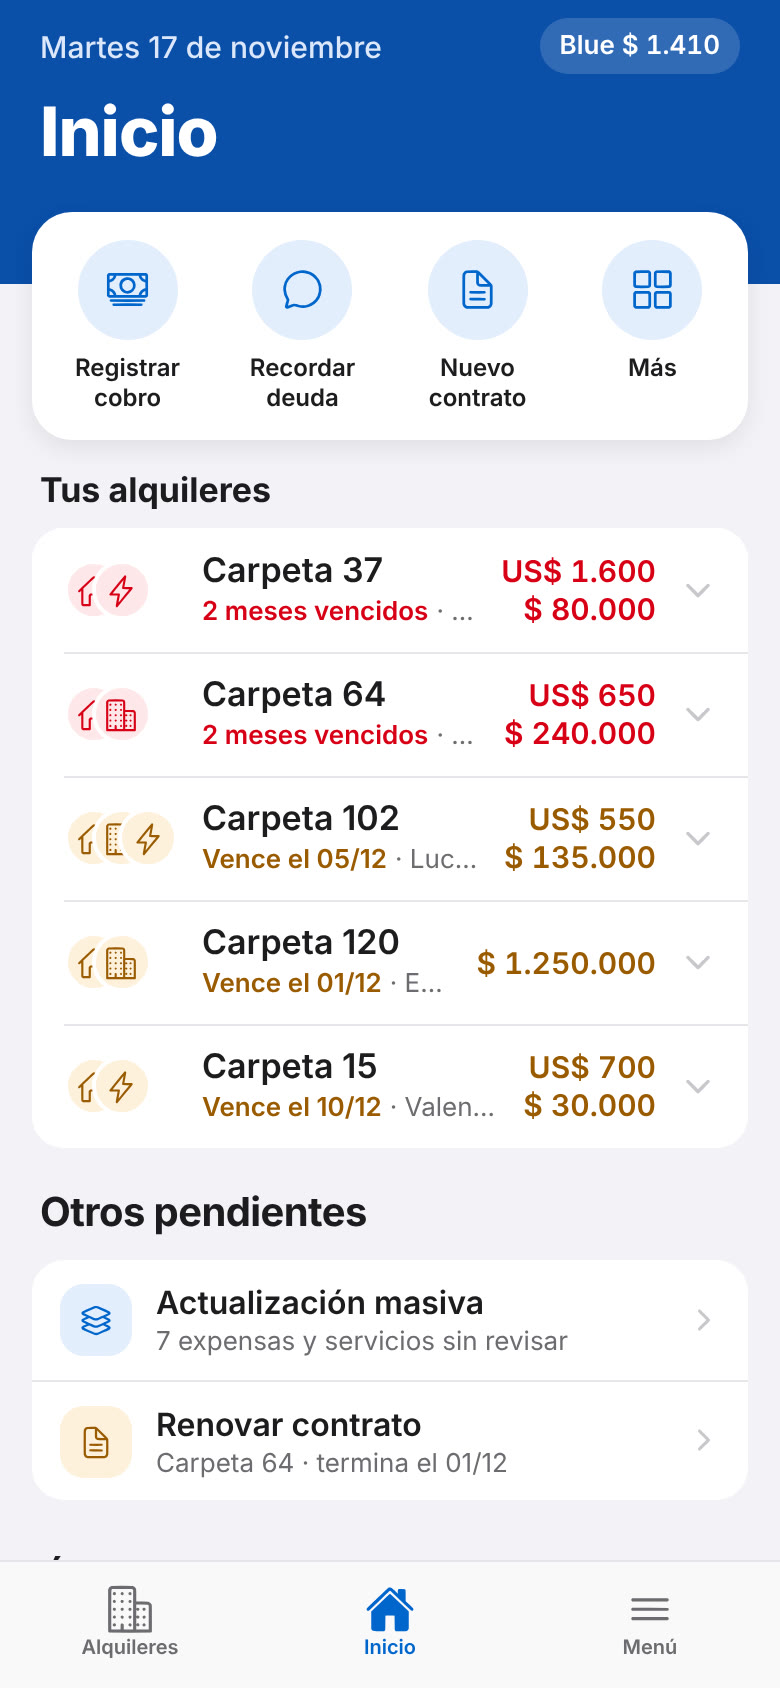 Martes 17 de noviembre
Blue $ 1.410
Inicio
Registrar
cobro
Recordar
deuda
Nuevo
contrato
Más
Tus alquileres
Carpeta 37
2 meses vencidos · ...
US$ 1.600
$ 80.000
Carpeta 64
2 meses vencidos · ...
US$ 650
$ 240.000
Carpeta 102
Vence el 05/12 · Luc...
US$ 550
$ 135.000
Carpeta 120
Vence el 01/12 · E...
$ 1.250.000
Carpeta 15
Vence el 10/12 · Valen...
US$ 700
$ 30.000
Otros pendientes
Actualización masiva
7 expensas y servicios sin revisar
Renovar contrato
Carpeta 64 · termina el 01/12
Alquileres
Inicio
Menú